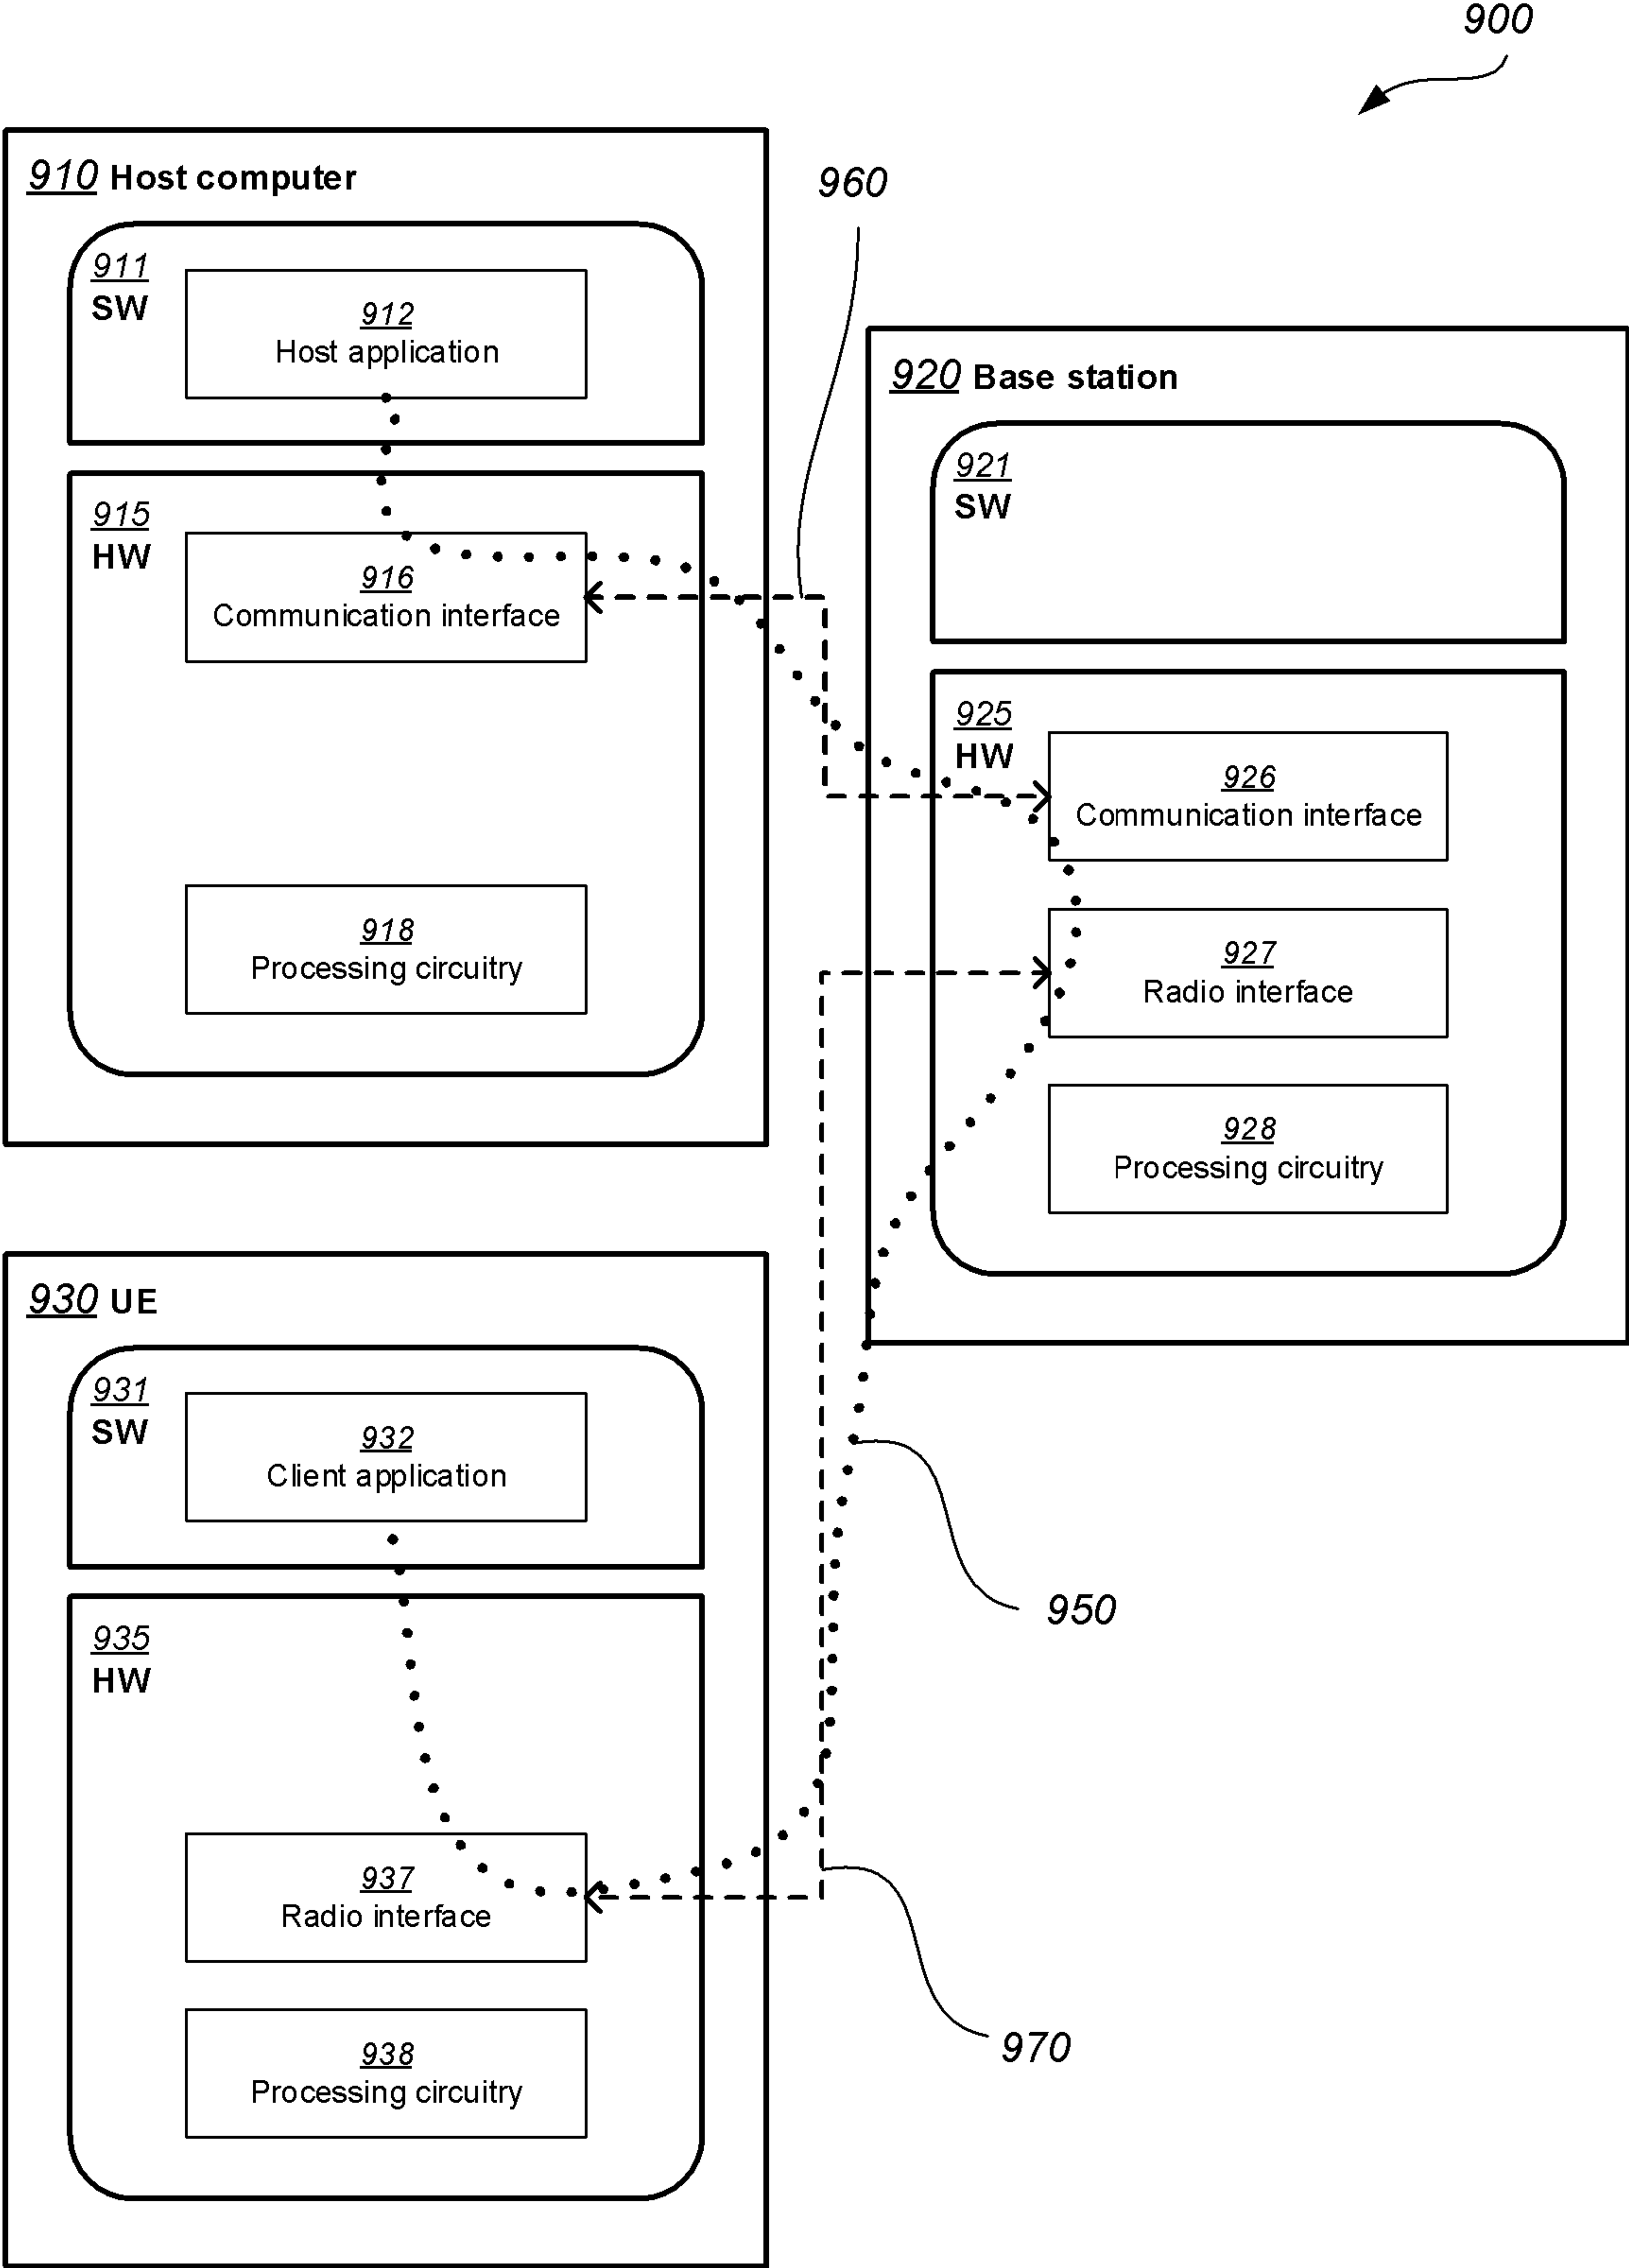 900
910 Host computer
911
SW
912
Host application
915
HW
916
Communication interface
918
Processing circuitry
960
920 Base station
921
SW
925
HW
926
Communication interface
927
Radio interface
928
Processing circuitry
930 UE
931
SW
932
Client application
935
HW
937
Radio interface
938
Processing circuitry
950
970